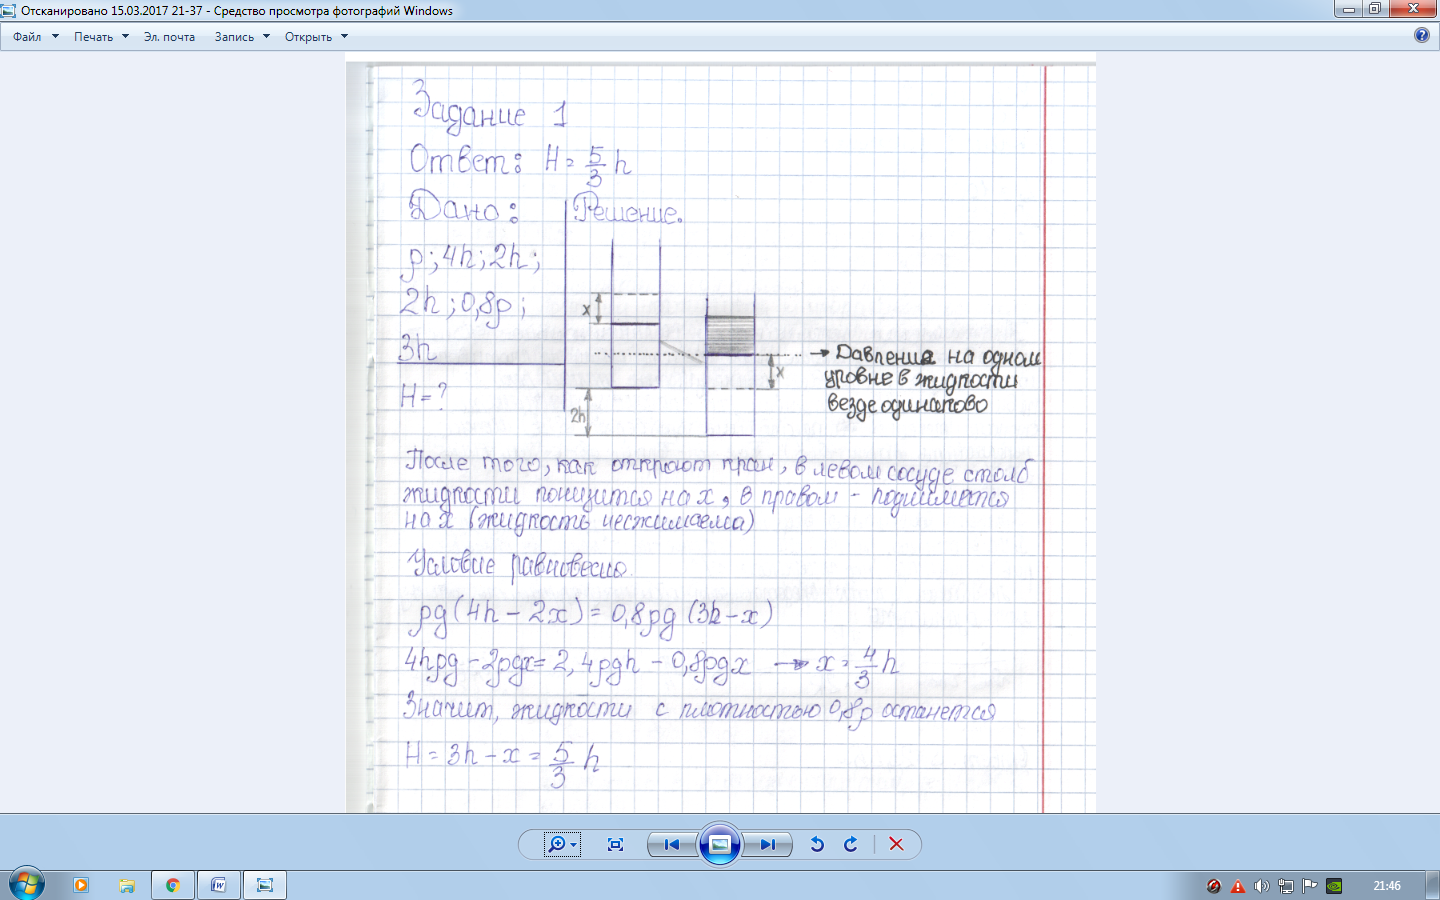 Отсканировано 15.03.2017 21-37 - Средство просмотра фотографий Windows
Файл Печать Эл. почта Запись Открыть
Задание 1
Ответ: H = 5/3 h
Дано: Решение.
ρ; 4h; 2h;
2h; 0,8ρ;
3h
H = ?
x
x
2h
→ Давление на одном
уровне в жидкости
везде одинаково
После того, как откроют кран, в левом сосуде столб
жидкости понизится на x, в правом - поднимется
на x (жидкость несжимаема)
Условие равновесия.
ρg(4h - 2x) = 0,8ρg(3h - x)
4hρg - 2ρgx = 2,4ρgh - 0,8ρgx → x = 4/3 h
Значит, жидкости с плотностью 0,8ρ останется
H = 3h - x = 5/3 h
21:46